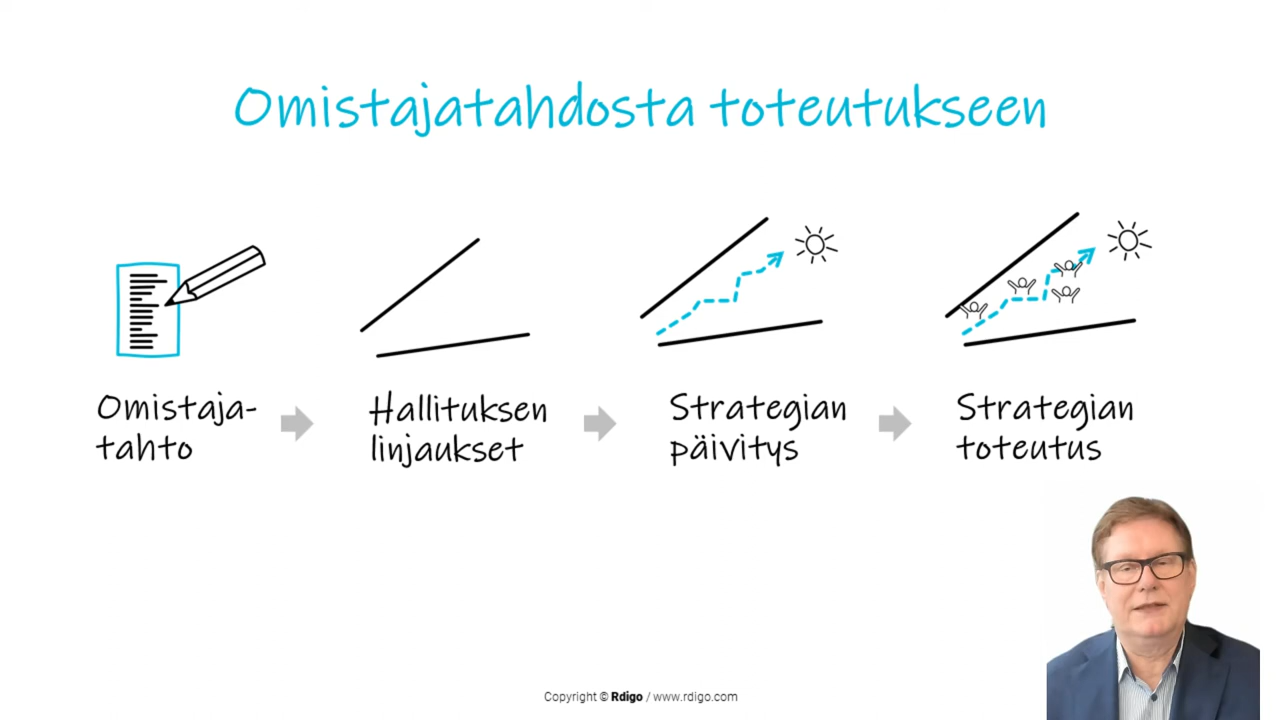 Omistajatahdosta toteutukseen
Omistaja-
tahto
Hallituksen
linjaukset
Strategian
päivitys
Strategian
toteutus
Copyright © Rdigo / www.rdigo.com